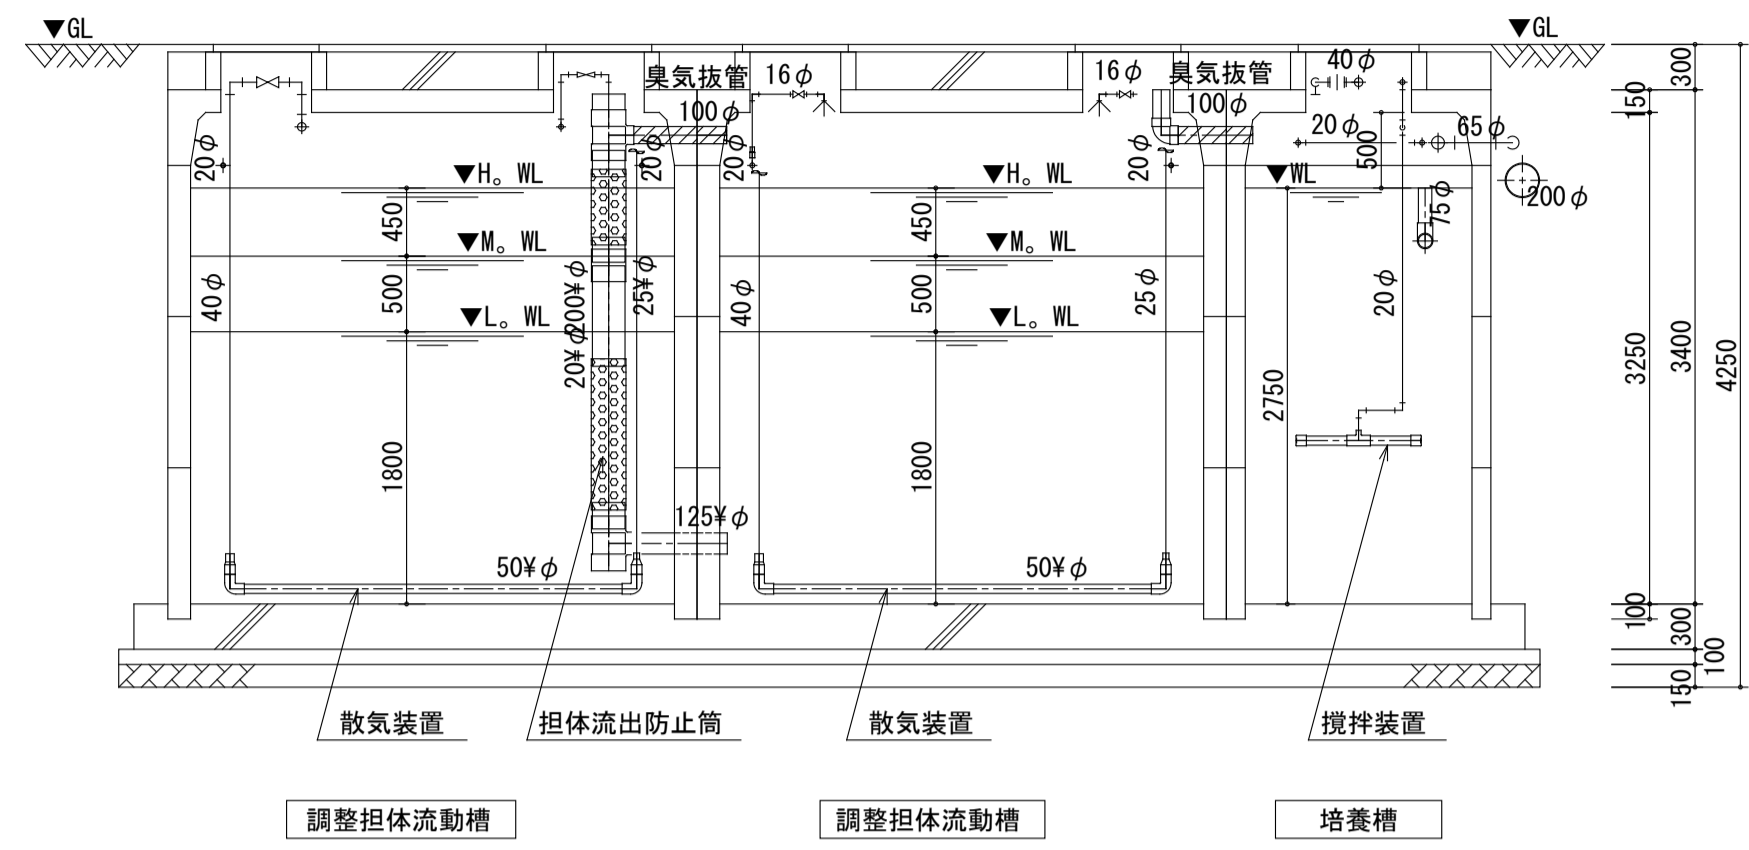 ▼GL
▼GL
臭気抜管
16φ
16φ
臭気抜管
40φ
300
100φ
100φ
150
20φ
65φ
20φ
20φ
20φ
20φ
500
▼H。WL
▼H。WL
▼WL
200φ
75φ
450
450
▼M。WL
▼M。WL
40φ
500
200¥φ
25¥φ
40φ
500
25φ
20φ
▼L。WL
▼L。WL
20¥φ
3250
3400
4250
2750
1800
1800
125¥φ
50¥φ
50¥φ
100
300
100
150
散気装置
担体流出防止筒
散気装置
撹拌装置
調整担体流動槽
調整担体流動槽
培養槽